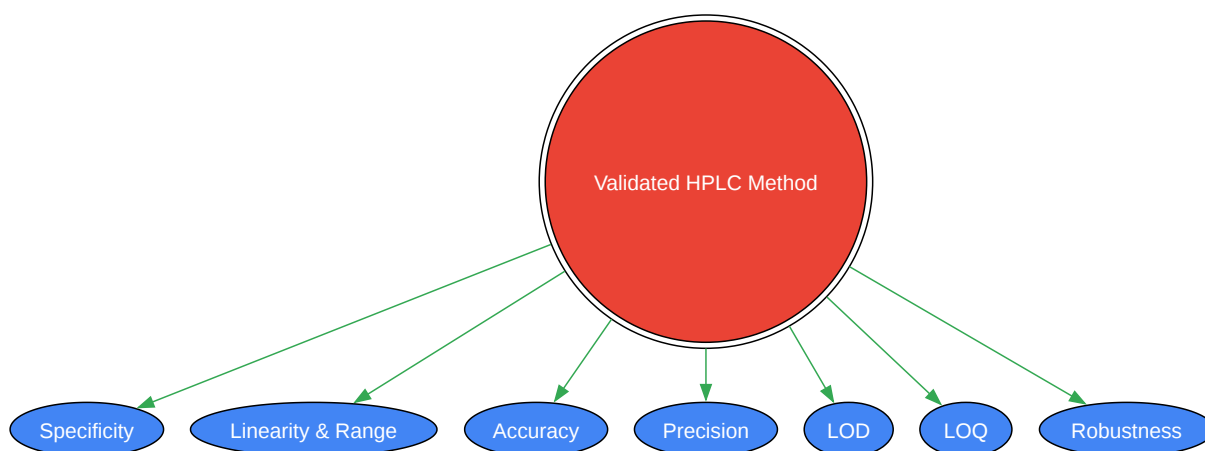 Validated HPLC Method
Specificity
Linearity & Range
Accuracy
Precision
LOD
LOQ
Robustness